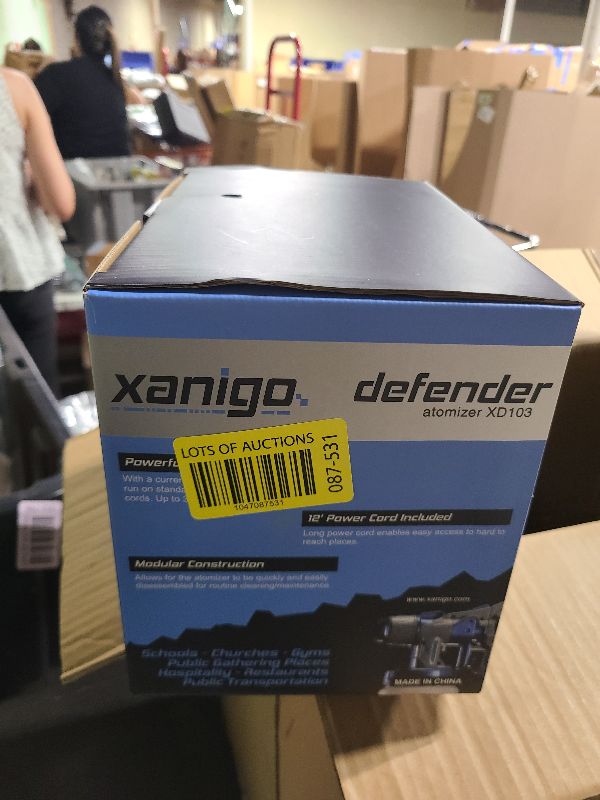 xanigo
defender
atomizer XD103
LOTS OF AUCTIONS
1047087531
087-531
Powerfu
With a curren
run on standa
cords. Up to
12' Power Cord Included
Long power cord enables easy access to hard to
reach places.
Modular Construction
Allows for the atomizer to be quickly and easily
disassembled for routine cleaning/maintenance
www.xanigo.com
Schools - Churches - Gyms
Public Gathering Places
Hospitality - Restaurants
Public Transportation
MADE IN CHINA